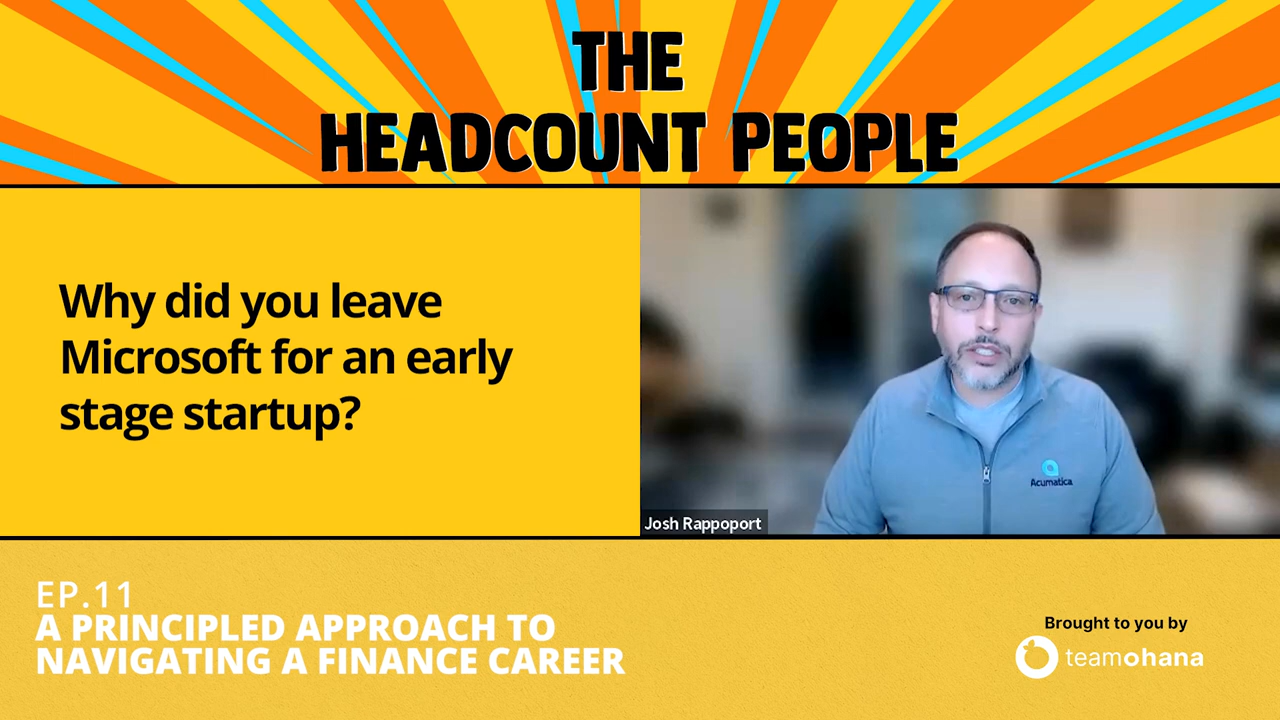 THE
HEADCOUNT PEOPLE
Why did you leave
Microsoft for an early
stage startup?
Acumatica
Josh Rappoport
EP.11
A PRINCIPLED APPROACH TO
NAVIGATING A FINANCE CAREER
Brought to you by
teamohana